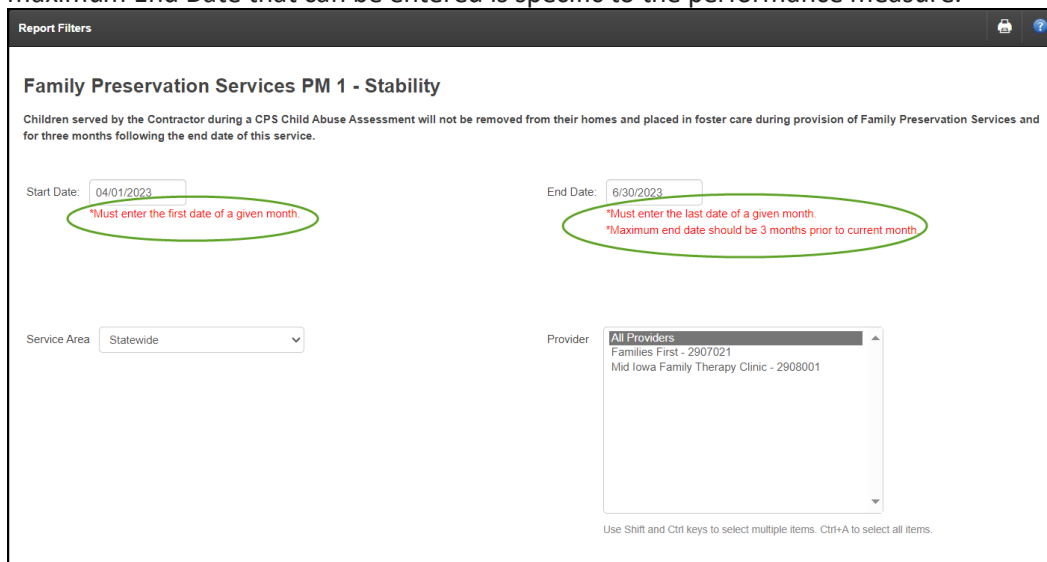 maximum End Date that can be entered is specific to the performance measure.
Report Filters
Family Preservation Services PM 1 - Stability
Children served by the Contractor during a CPS Child Abuse Assessment will not be removed from their homes and placed in foster care during provision of Family Preservation Services and
for three months following the end date of this service.
Start Date: 04/01/2023
*Must enter the first date of a given month.
End Date: 6/30/2023
*Must enter the last date of a given month.
*Maximum end date should be 3 months prior to current month.
Service Area Statewide
Provider
All Providers
Families First - 2907021
Mid Iowa Family Therapy Clinic - 2908001
Use Shift and Ctrl keys to select multiple items. Ctrl+A to select all items.